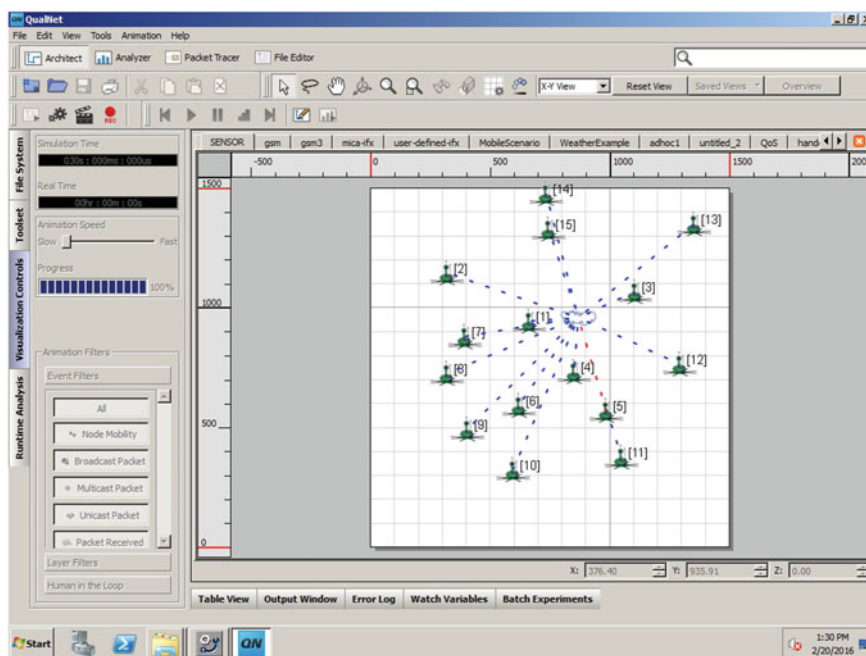 QualNet
File Edit View Tools Animation Help
Architect Analyzer Packet Tracer File Editor
X-Y View Reset View Saved Views Overview
REC
File System
Toolset
Visualization Controls
Runtime Analysis
Simulation Time
030s : 000ms : 000us
Real Time
00hr : 00m : 00s
Animation Speed
Slow Fast
Progress
100%
Animation Filters
Event Filters
All
Node Mobility
Broadcast Packet
Multicast Packet
Unicast Packet
Packet Received
Layer Filters
Human in the Loop
SENSOR gsm gsm3 mica-ifx user-defined-ifx MobileScenario WeatherExample adhoc1 untitled_2 QoS hando
-500 0 500 1000 1500 200
1500
1000
500
0
[14]
[15]
[13]
[2]
[3]
[1]
[7]
[12]
[8]
[4]
[6]
[5]
[9]
[11]
[10]
X: 376.40 Y: 935.91 Z: 0.00
Table View Output Window Error Log Watch Variables Batch Experiments
Start QN
1:30 PM
2/20/2016